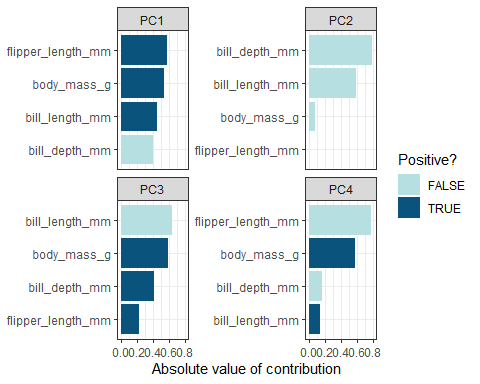 PC1
PC2
flipper_length_mm
body_mass_g
bill_length_mm
bill_depth_mm
bill_depth_mm
bill_length_mm
body_mass_g
flipper_length_mm
PC3
PC4
bill_length_mm
body_mass_g
bill_depth_mm
flipper_length_mm
flipper_length_mm
body_mass_g
bill_depth_mm
bill_length_mm
0.00.20.40.60.8
0.00.20.40.60.8
Absolute value of contribution
Positive?
FALSE
TRUE